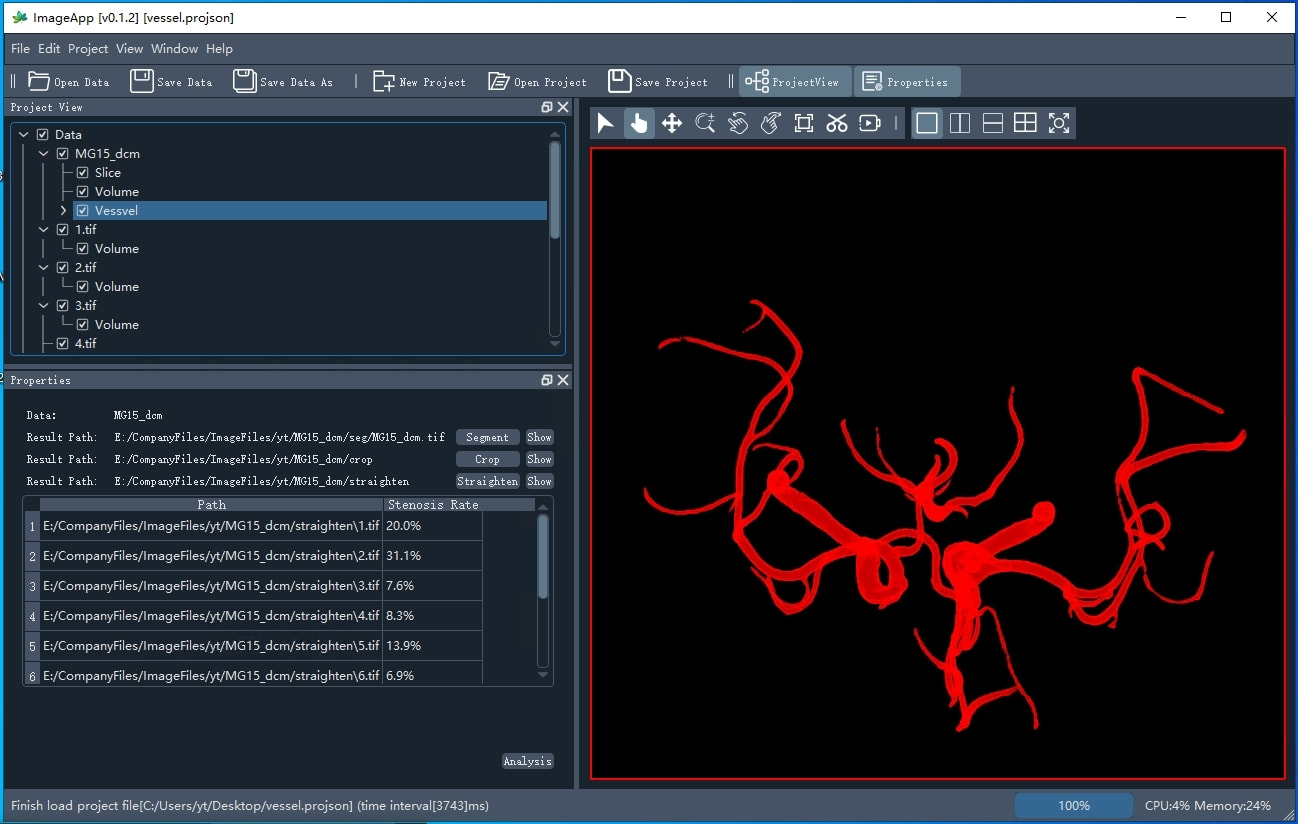 ImageApp [v0.1.2] [vessel.projson]
File Edit Project View Window Help
Open Data Save Data Save Data As New Project Open Project Save Project ProjectView Properties
Project View
Data
MG15_dcm
Slice
Volume
Vessvel
1.tif
Volume
2.tif
Volume
3.tif
Volume
4.tif
Properties
Data: MG15_dcm
Result Path: E:/CompanyFiles/ImageFiles/yt/MG15_dcm/seg/MG15_dcm.tif Segment Show
Result Path: E:/CompanyFiles/ImageFiles/yt/MG15_dcm/crop Crop Show
Result Path: E:/CompanyFiles/ImageFiles/yt/MG15_dcm/straighten Straighten Show
Path Stenosis Rate
1 E:/CompanyFiles/ImageFiles/yt/MG15_dcm/straighten\1.tif 20.0%
2 E:/CompanyFiles/ImageFiles/yt/MG15_dcm/straighten\2.tif 31.1%
3 E:/CompanyFiles/ImageFiles/yt/MG15_dcm/straighten\3.tif 7.6%
4 E:/CompanyFiles/ImageFiles/yt/MG15_dcm/straighten\4.tif 8.3%
5 E:/CompanyFiles/ImageFiles/yt/MG15_dcm/straighten\5.tif 13.9%
6 E:/CompanyFiles/ImageFiles/yt/MG15_dcm/straighten\6.tif 6.9%
Analysis
Finish load project file[C:/Users/yt/Desktop/vessel.projson] (time interval[3743]ms) 100% CPU:4% Memory:24%